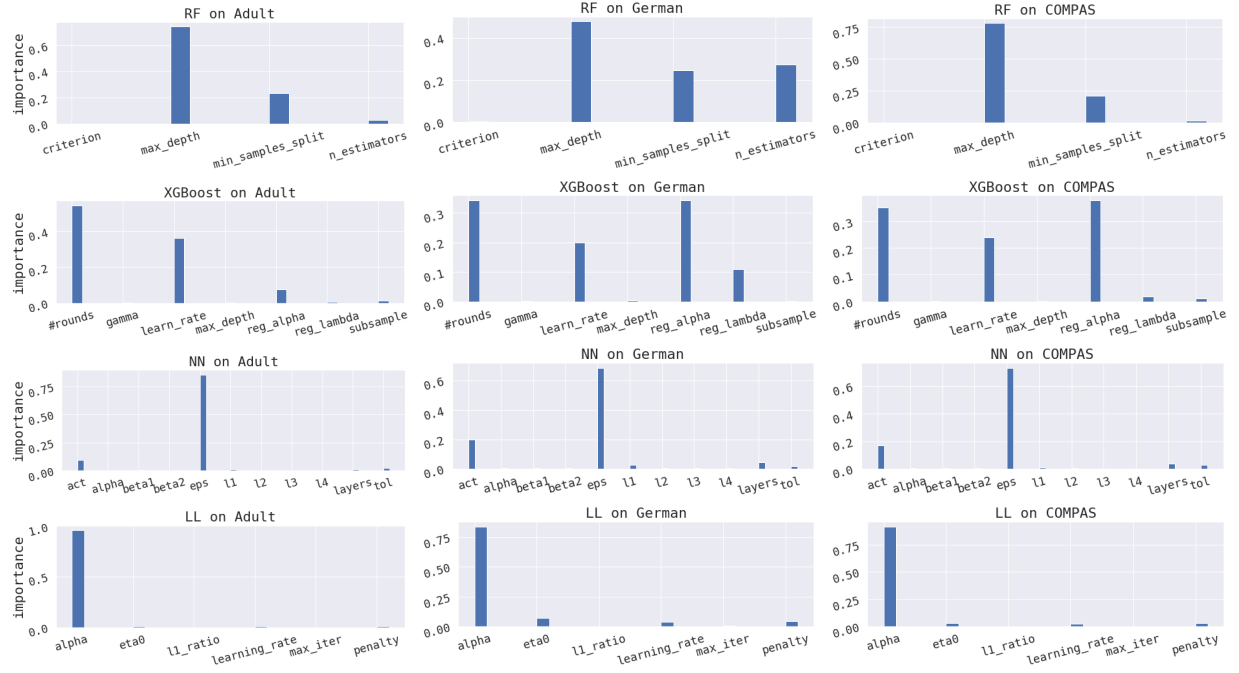 RF on Adult
RF on German
RF on COMPAS
importance
0.6
0.4
0.2
0.0
criterion max_depth min_samples_split n_estimators
0.4
0.2
0.0
criterion max_depth min_samples_split n_estimators
0.75
0.50
0.25
0.00
criterion max_depth min_samples_split n_estimators
XGBoost on Adult
XGBoost on German
XGBoost on COMPAS
importance
0.4
0.2
0.0
#rounds gamma learn_rate max_depth reg_alpha reg_lambda subsample
0.3
0.2
0.1
0.0
#rounds gamma learn_rate max_depth reg_alpha reg_lambda subsample
0.3
0.2
0.1
0.0
#rounds gamma learn_rate max_depth reg_alpha reg_lambda subsample
NN on Adult
NN on German
NN on COMPAS
importance
0.75
0.50
0.25
0.00
act alpha beta1 beta2 eps l1 l2 l3 l4 layers tol
0.6
0.4
0.2
0.0
act alpha beta1 beta2 eps l1 l2 l3 l4 layers tol
0.6
0.4
0.2
0.0
act alpha beta1 beta2 eps l1 l2 l3 l4 layers tol
LL on Adult
LL on German
LL on COMPAS
importance
1.0
0.5
0.0
alpha eta0 l1_ratio learning_rate max_iter penalty
0.75
0.50
0.25
0.00
alpha eta0 l1_ratio learning_rate max_iter penalty
0.75
0.50
0.25
0.00
alpha eta0 l1_ratio learning_rate max_iter penalty